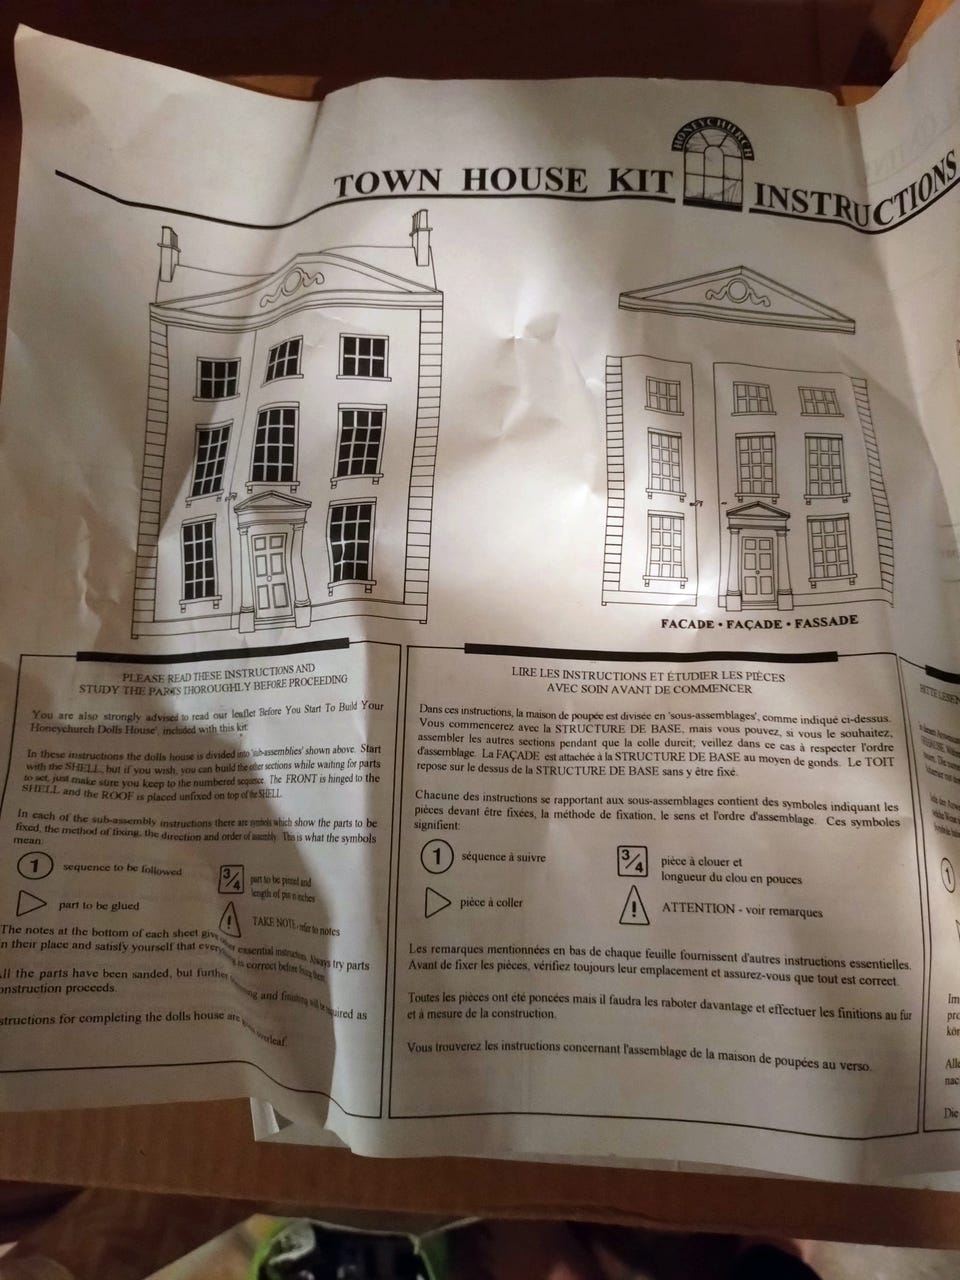 TOWN HOUSE KIT
HONEYCHURCH
INSTRUCTIONS
FACADE • FAÇADE • FASSADE
PLEASE READ THESE INSTRUCTIONS AND
STUDY THE PARTS THOROUGHLY BEFORE PROCEEDING
You are also strongly advised to read our leaflet 'Before You Start To Build Your
Honeychurch Dolls House', included with this kit.
In these instructions the dolls house is divided into 'sub-assemblies' shown above. Start
with the SHELL, but if you wish, you can build the other sections while waiting for parts
to set, just make sure you keep to the numbered sequence. The FRONT is hinged to the
SHELL and the ROOF is placed unfixed on top of the SHELL.
In each of the sub-assembly instructions there are symbols which show the parts to be
fixed, the method of fixing, the direction and order of assembly. This is what the symbols
mean:
1 sequence to be followed
3/4 part to be pinned and
length of pin in inches
part to be glued
! TAKE NOTE - refer to notes
The notes at the bottom of each sheet give other essential instructions. Always try parts
in their place and satisfy yourself that everything is correct before fixing them
All the parts have been sanded, but further and finishing will be required as
construction proceeds.
Instructions for completing the dolls house are given overleaf
LIRE LES INSTRUCTIONS ET ÉTUDIER LES PIÈCES
AVEC SOIN AVANT DE COMMENCER
Dans ces instructions, la maison de poupée est divisée en 'sous-assemblages', comme indiqué ci-dessus.
Vous commencerez avec la STRUCTURE DE BASE, mais vous pouvez, si vous le souhaitez,
assembler les autres sections pendant que la colle durcit; veillez dans ce cas à respecter l'ordre
d'assemblage. La FAÇADE est attachée à la STRUCTURE DE BASE au moyen de gonds. Le TOIT
repose sur le dessus de la STRUCTURE DE BASE sans y être fixé.
Chacune des instructions se rapportant aux sous-assemblages contient des symboles indiquant les
pièces devant être fixées, la méthode de fixation, le sens et l'ordre d'assemblage. Ces symboles
signifient:
1 séquence à suivre
3/4 pièce à clouer et
longueur du clou en pouces
pièce à coller
! ATTENTION - voir remarques
Les remarques mentionnées en bas de chaque feuille fournissent d'autres instructions essentielles.
Avant de fixer les pièces, vérifiez toujours leur emplacement et assurez-vous que tout est correct.
Toutes les pièces ont été poncées mais il faudra les raboter davantage et effectuer les finitions au fur
et à mesure de la construction.
Vous trouverez les instructions concernant l'assemblage de la maison de poupées au verso.
BITTE LESEN
1
Im
pro
kön
Alle
nac
Die